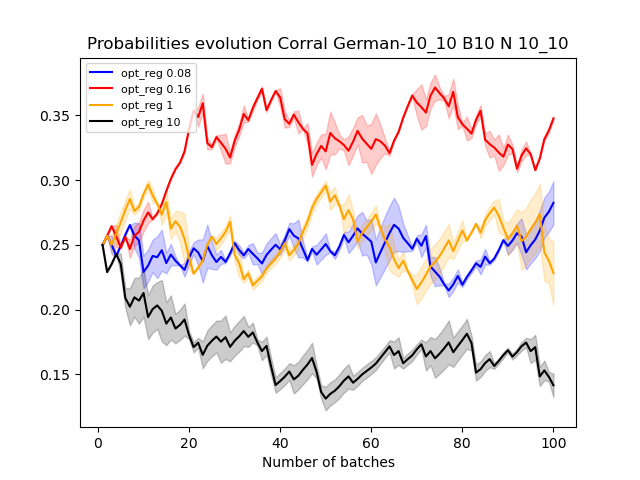 Probabilities evolution Corral German-10_10 B10 N 10_10
opt_reg 0.08
opt_reg 0.16
opt_reg 1
opt_reg 10
0.35
0.30
0.25
0.20
0.15
0 20 40 60 80 100
Number of batches